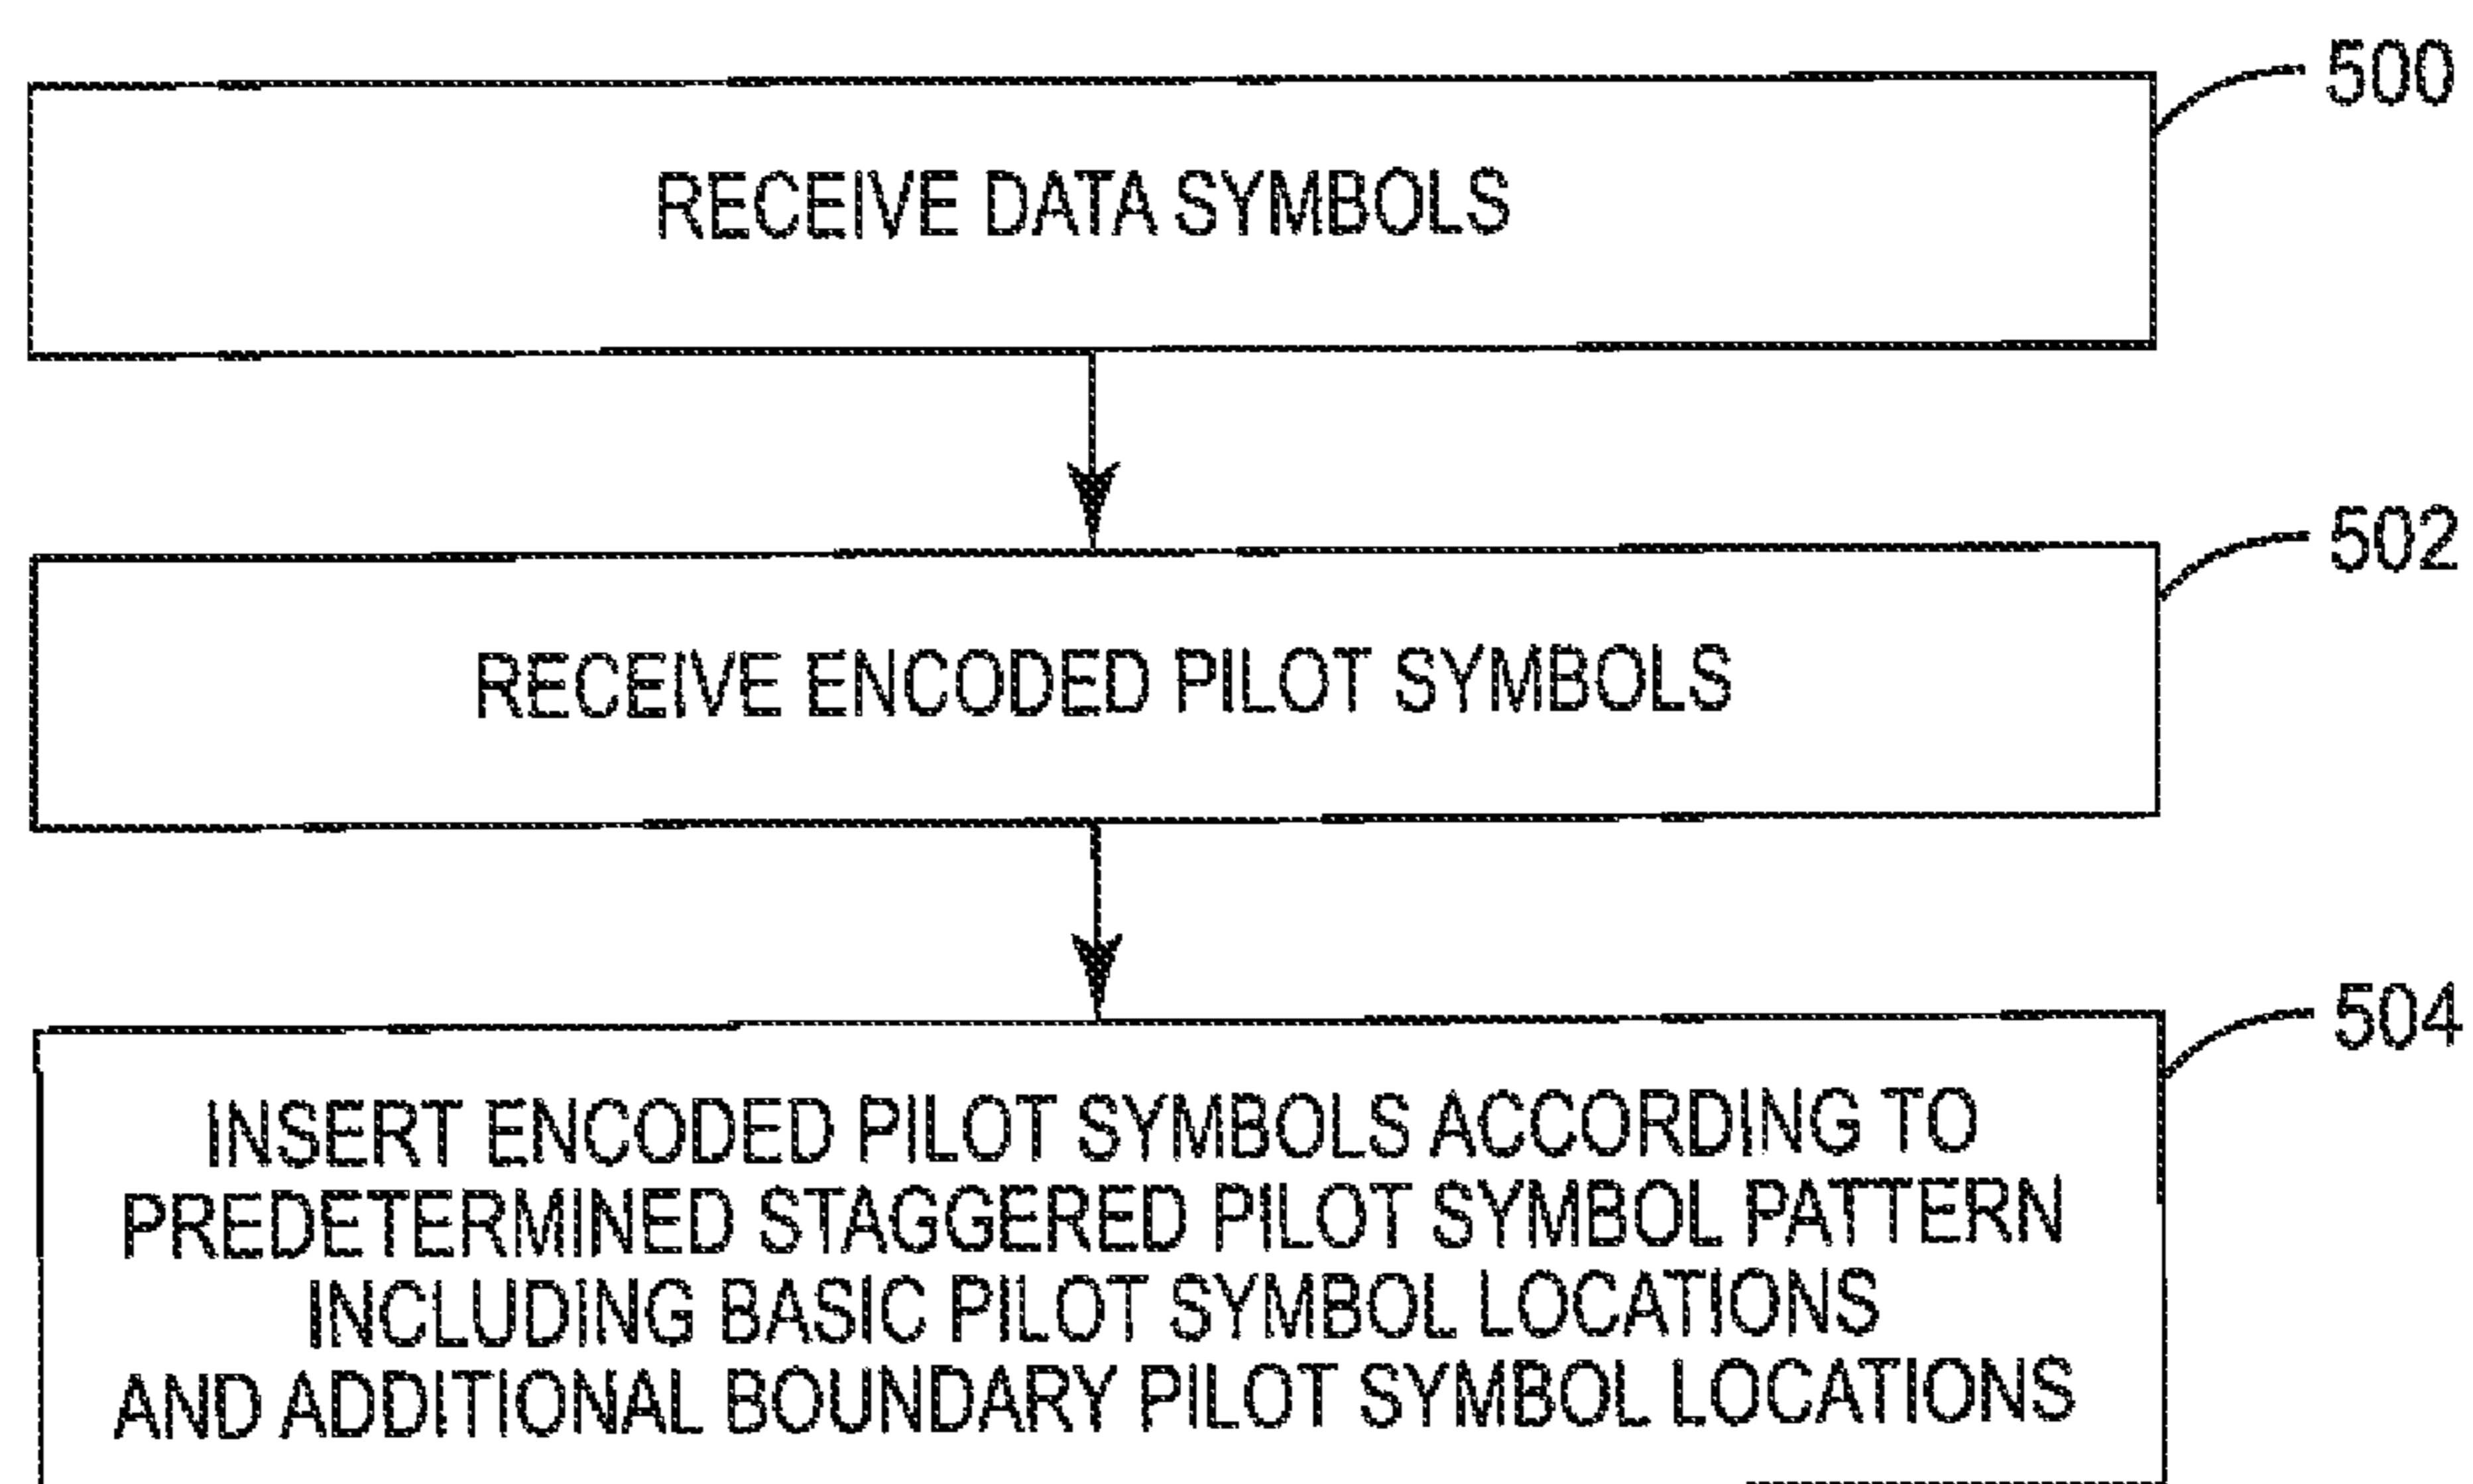 500
RECEIVE DATA SYMBOLS
502
RECEIVE ENCODED PILOT SYMBOLS
504
INSERT ENCODED PILOT SYMBOLS ACCORDING TO
PREDETERMINED STAGGERED PILOT SYMBOL PATTERN
INCLUDING BASIC PILOT SYMBOL LOCATIONS
AND ADDITIONAL BOUNDARY PILOT SYMBOL LOCATIONS